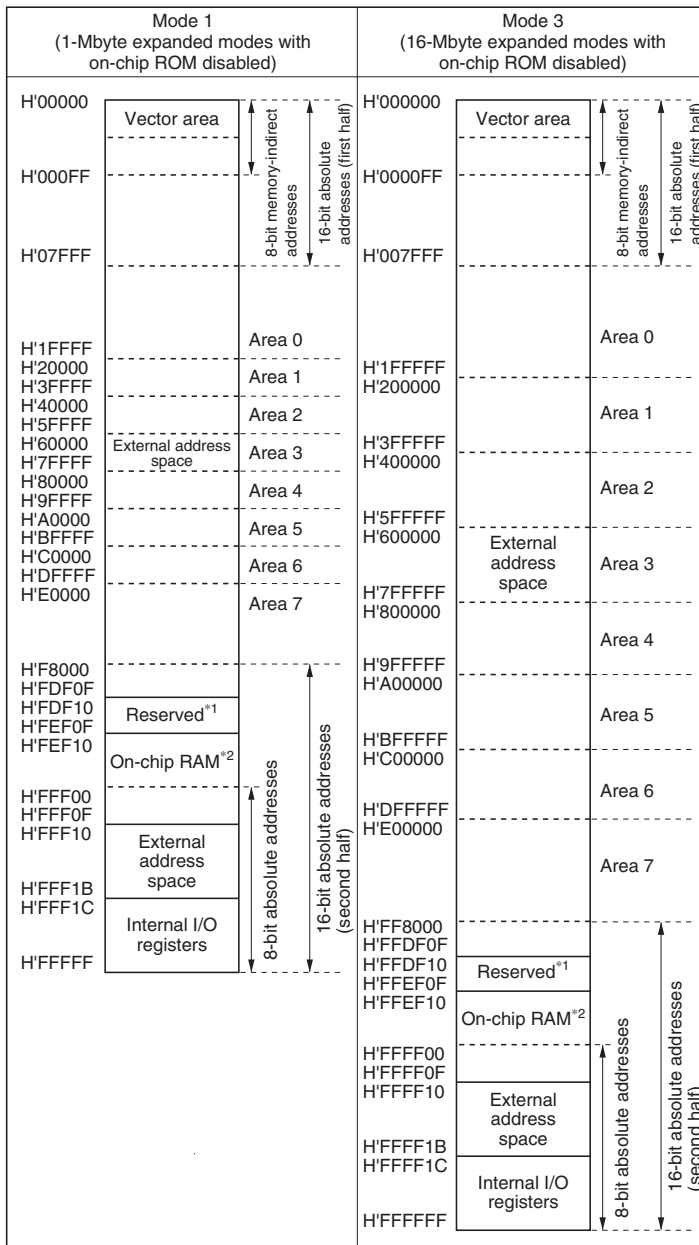 Mode 1
(1-Mbyte expanded modes with
on-chip ROM disabled)
H'00000
Vector area
H'000FF
H'07FFF
8-bit memory-indirect
addresses
16-bit absolute
addresses (first half)
H'1FFFF
H'20000
H'3FFFF
H'40000
H'5FFFF
H'60000
H'7FFFF
H'80000
H'9FFFF
H'A0000
H'BFFFF
H'C0000
H'DFFFF
H'E0000
External address
space
Area 0
Area 1
Area 2
Area 3
Area 4
Area 5
Area 6
Area 7
H'F8000
H'FDF0F
H'FDF10
H'FEF0F
H'FEF10
H'FFF00
H'FFF0F
H'FFF10
H'FFF1B
H'FFF1C
H'FFFFF
Reserved*1
On-chip RAM*2
External
address
space
Internal I/O
registers
8-bit absolute addresses
16-bit absolute addresses
(second half)
Mode 3
(16-Mbyte expanded modes with
on-chip ROM disabled)
H'000000
Vector area
H'0000FF
H'007FFF
8-bit memory-indirect
addresses
16-bit absolute
addresses (first half)
H'1FFFFF
H'200000
H'3FFFFF
H'400000
H'5FFFFF
H'600000
H'7FFFFF
H'800000
H'9FFFFF
H'A00000
H'BFFFFF
H'C00000
H'DFFFFF
H'E00000
External
address
space
Area 0
Area 1
Area 2
Area 3
Area 4
Area 5
Area 6
Area 7
H'FF8000
H'FFDF0F
H'FFDF10
H'FFEF0F
H'FFEF10
H'FFFF00
H'FFFF0F
H'FFFF10
H'FFFF1B
H'FFFF1C
H'FFFFFF
Reserved*1
On-chip RAM*2
External
address
space
Internal I/O
registers
8-bit absolute addresses
16-bit absolute addresses
(second half)